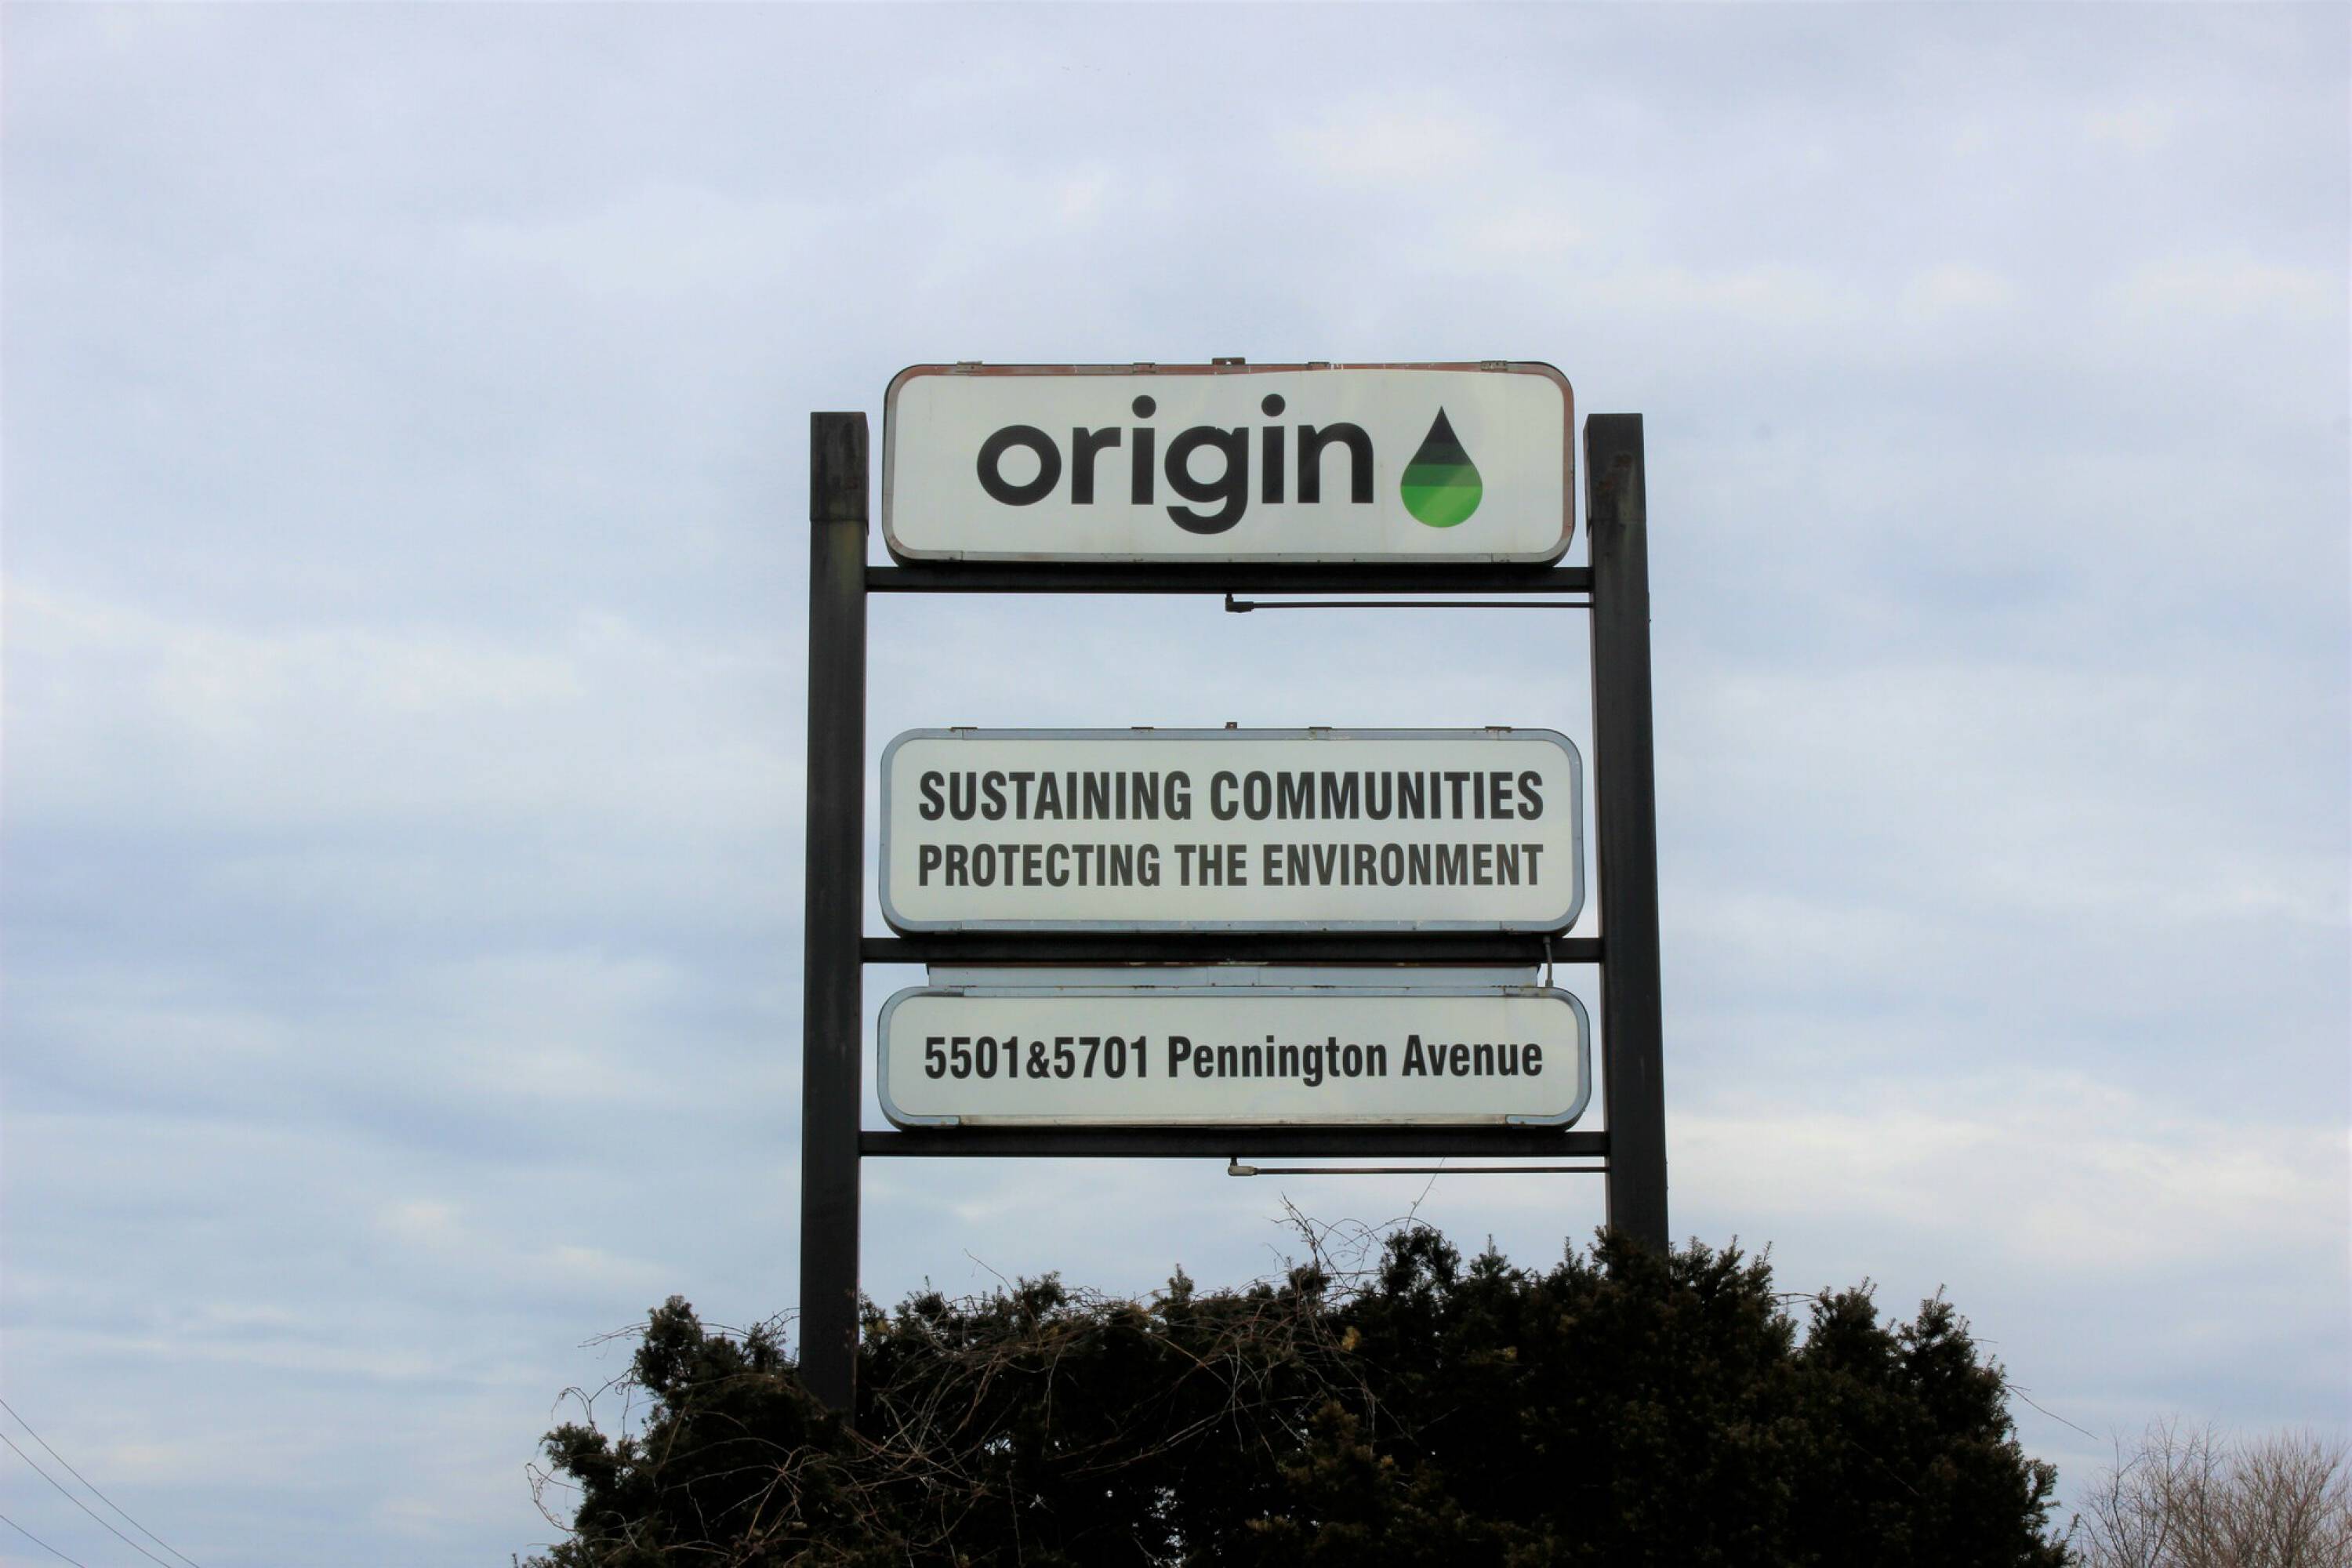 origin
SUSTAINING COMMUNITIES
PROTECTING THE ENVIRONMENT
5501&5701 Pennington Avenue